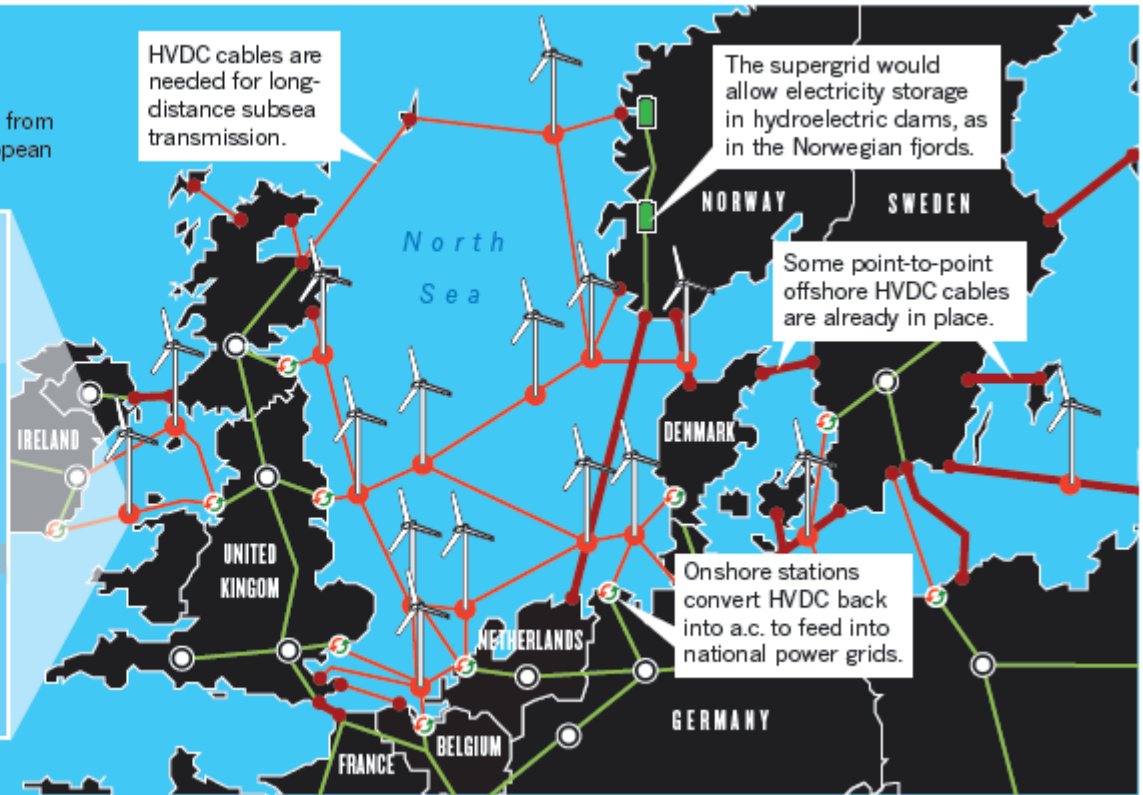 from
pean
HVDC cables are
needed for long-
distance subsea
transmission.
The supergrid would
allow electricity storage
in hydroelectric dams, as
in the Norwegian fjords.
NORWAY
SWEDEN
North
Sea
Some point-to-point
offshore HVDC cables
are already in place.
IRELAND
DENMARK
UNITED
KINGOM
Onshore stations
convert HVDC back
into a.c. to feed into
national power grids.
NETHERLANDS
GERMANY
BELGIUM
FRANCE